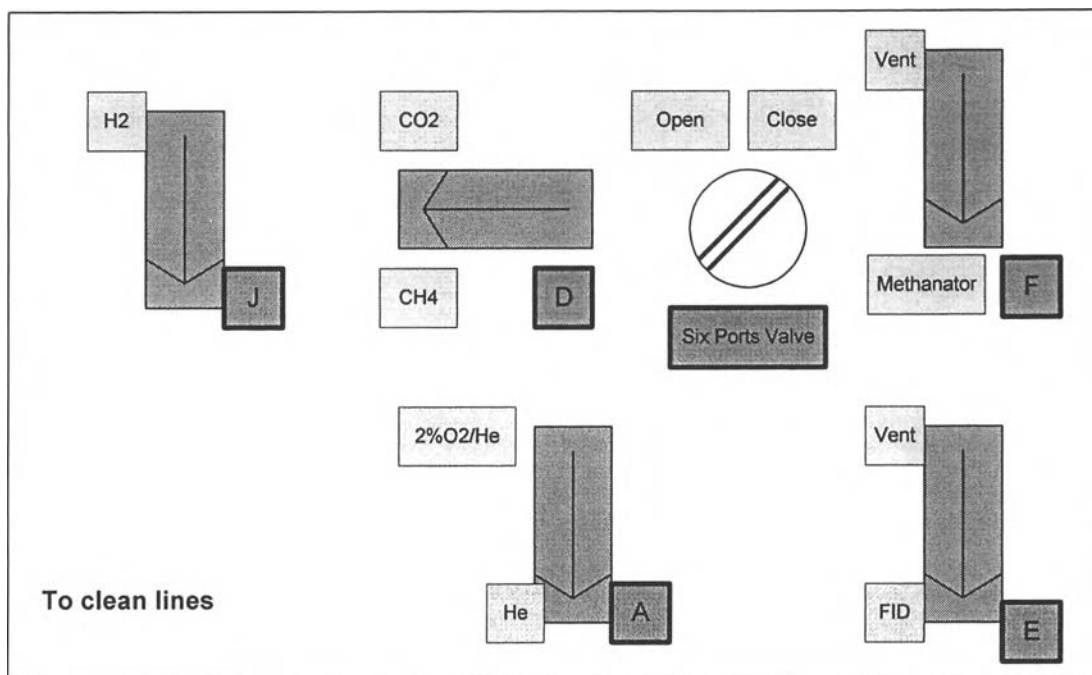 Vent
H2
CO2
Open
Close
J
CH4
D
Methanator
F
Six Ports Valve
2%O2/He
Vent
To clean lines
He
A
FID
E